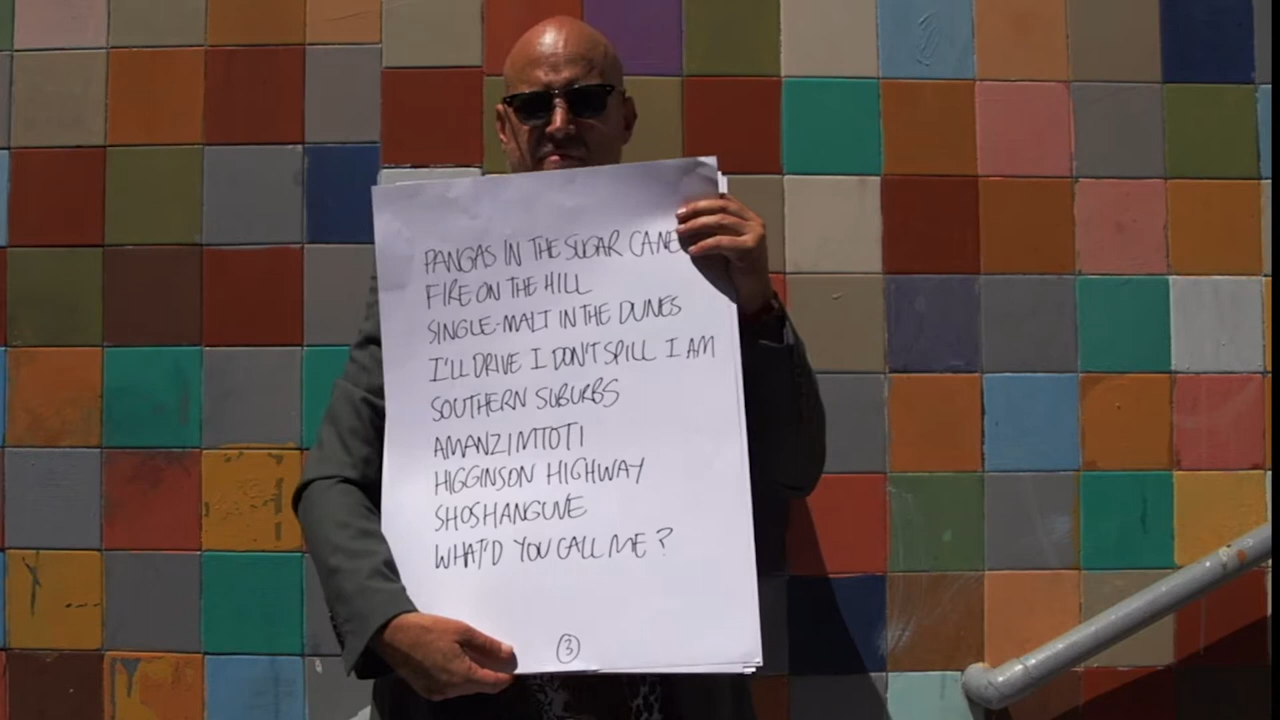 PANGAS IN THE SUGAR CANE
FIRE ON THE HILL
SINGLE-MALT IN THE DUNES
I'LL DRIVE I DON'T SPILL I AM
SOUTHERN SUBURBS
AMANZIMTOTI
HIGGINSON HIGHWAY
SHOSHANGUVE
WHAT'D YOU CALL ME?
3